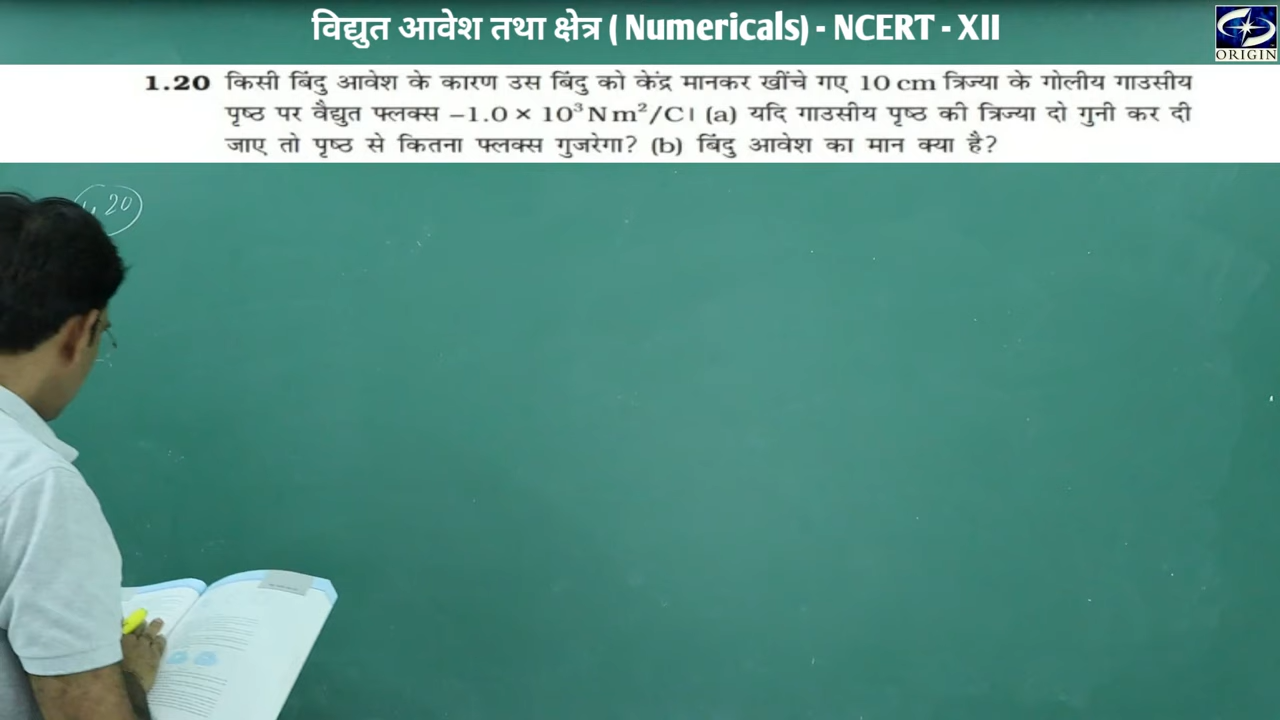 विद्युत आवेश तथा क्षेत्र ( Numericals) - NCERT - XII
ORIGIN
1.20 किसी बिंदु आवेश के कारण उस बिंदु को केंद्र मानकर खींचे गए 10 cm त्रिज्या के गोलीय गाउसीय
पृष्ठ पर वैद्युत फ्लक्स –1.0 × 10³ N m²/C। (a) यदि गाउसीय पृष्ठ की त्रिज्या दो गुनी कर दी
जाए तो पृष्ठ से कितना फ्लक्स गुजरेगा? (b) बिंदु आवेश का मान क्या है?
20